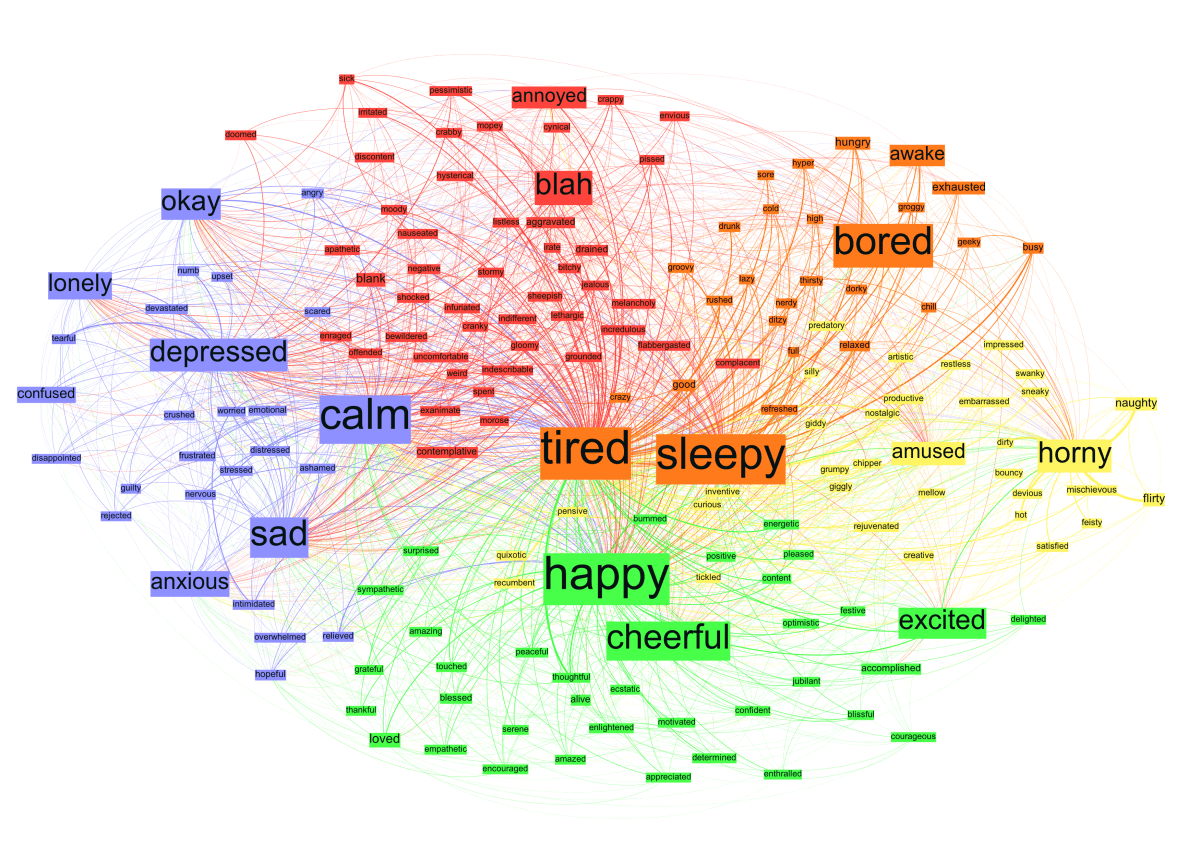 sick
pessimistic
annoyed
crappy
irritated
envious
doomed
crabby
mopey
cynical
discontent
pissed
hungry
awake
hyper
hysterical
sore
blah
exhausted
okay
angry
moody
listless
aggravated
cold
high
groggy
nauseated
drunk
bored
geeky
busy
apathetic
irate
drained
numb
upset
negative
stormy
bitchy
groovy
lonely
blank
jealous
lazy
thirsty
dorky
devastated
scared
shocked
infuriated
sheepish
melancholy
rushed
nerdy
chill
lethargic
indifferent
ditzy
predatory
tearful
enraged
bewildered
cranky
incredulous
depressed
offended
gloomy
flabbergasted
full
relaxed
impressed
uncomfortable
grounded
complacent
artistic
restless
weird
indescribable
silly
swanky
confused
spent
good
crazy
productive
sneaky
crushed
worried
emotional
calm
exanimate
refreshed
nostalgic
embarrassed
naughty
morose
giddy
disappointed
frustrated
distressed
contemplative
tired
sleepy
amused
dirty
horny
stressed
ashamed
grumpy
chipper
bouncy
guilty
nervous
inventive
giggly
mellow
devious
mischievous
flirty
rejected
pensive
curious
hot
feisty
sad
bummed
energetic
rejuvenated
surprised
quixotic
positive
pleased
creative
satisfied
anxious
sympathetic
recumbent
happy
tickled
content
intimidated
festive
overwhelmed
relieved
amazing
cheerful
optimistic
excited
delighted
peaceful
hopeful
grateful
touched
thoughtful
accomplished
ecstatic
jubilant
thankful
blessed
alive
confident
blissful
loved
serene
enlightened
motivated
courageous
empathetic
amazed
determined
encouraged
appreciated
enthralled